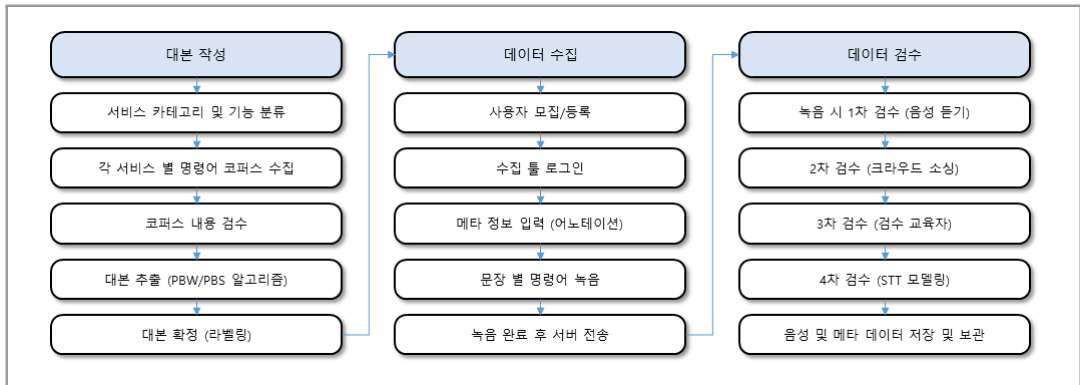 대본 작성
서비스 카테고리 및 기능 분류
각 서비스 별 명령어 코퍼스 수집
코퍼스 내용 검수
대본 추출 (PBW/PBS 알고리즘)
대본 확정 (라벨링)
데이터 수집
사용자 모집/등록
수집 툴 로그인
메타 정보 입력 (어노테이션)
문장 별 명령어 녹음
녹음 완료 후 서버 전송
데이터 검수
녹음 시 1차 검수 (음성 듣기)
2차 검수 (크라우드 소싱)
3차 검수 (검수 교육자)
4차 검수 (STT 모델링)
음성 및 메타 데이터 저장 및 보관